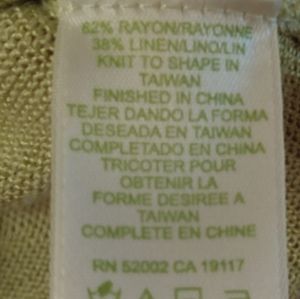 62% RAYON/RAYONNE
38% LINEN/LINO/LIN
KNIT TO SHAPE IN
TAIWAN
FINISHED IN CHINA
TEJER DANDO LA FORMA
DESEADA EN TAIWAN
COMPLETADO EN CHINA
TRICOTER POUR
OBTENIR LA
FORME DESIREE A
TAIWAN
COMPLETE EN CHINE
RN 52002 CA 19117